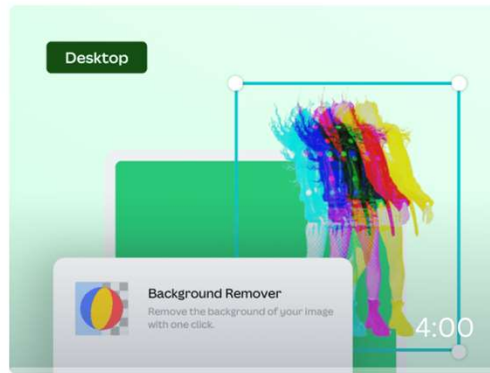 Desktop
Background Remover
Remove the background of your image
with one click.
4:00